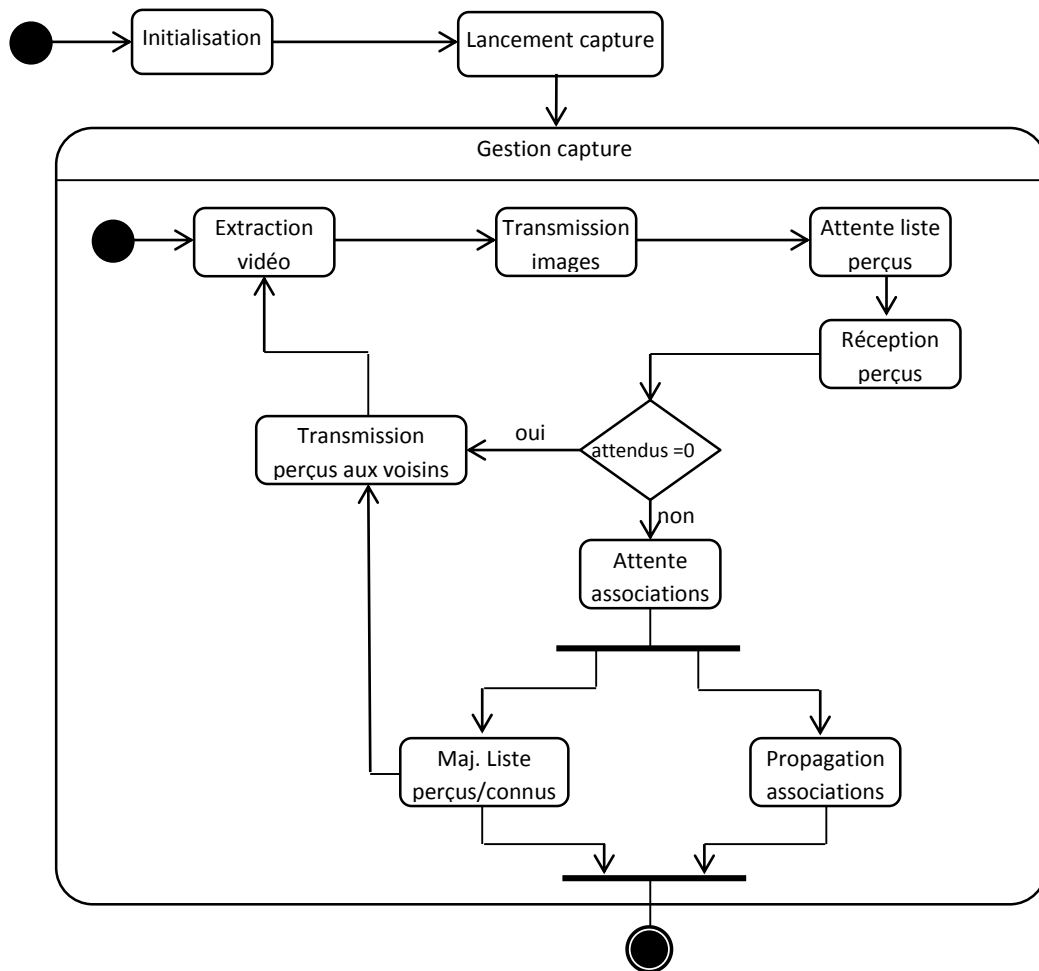 Initialisation
Lancement capture
Gestion capture
Extraction
vidéo
Transmission
images
Attente liste
perçus
Réception
perçus
attendus =0
oui
Transmission
perçus aux voisins
non
Attente
associations
Maj. Liste
perçus/connus
Propagation
associations